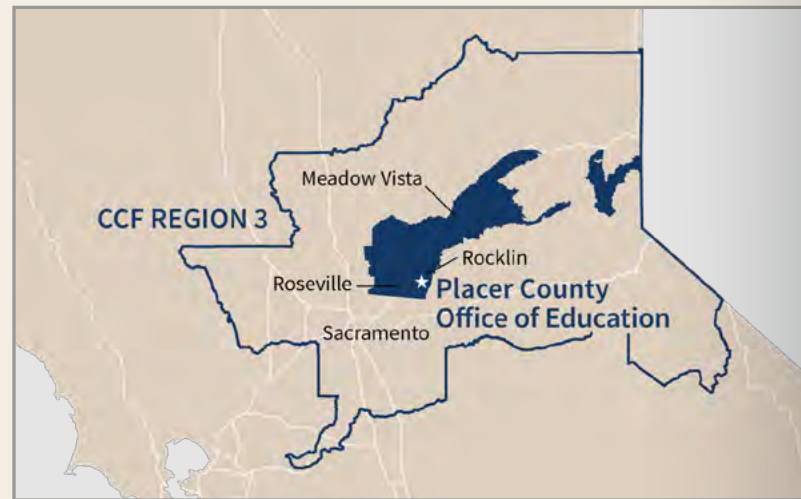 Meadow Vista
CCF REGION 3
Rocklin
Roseville
Placer County
Office of Education
Sacramento